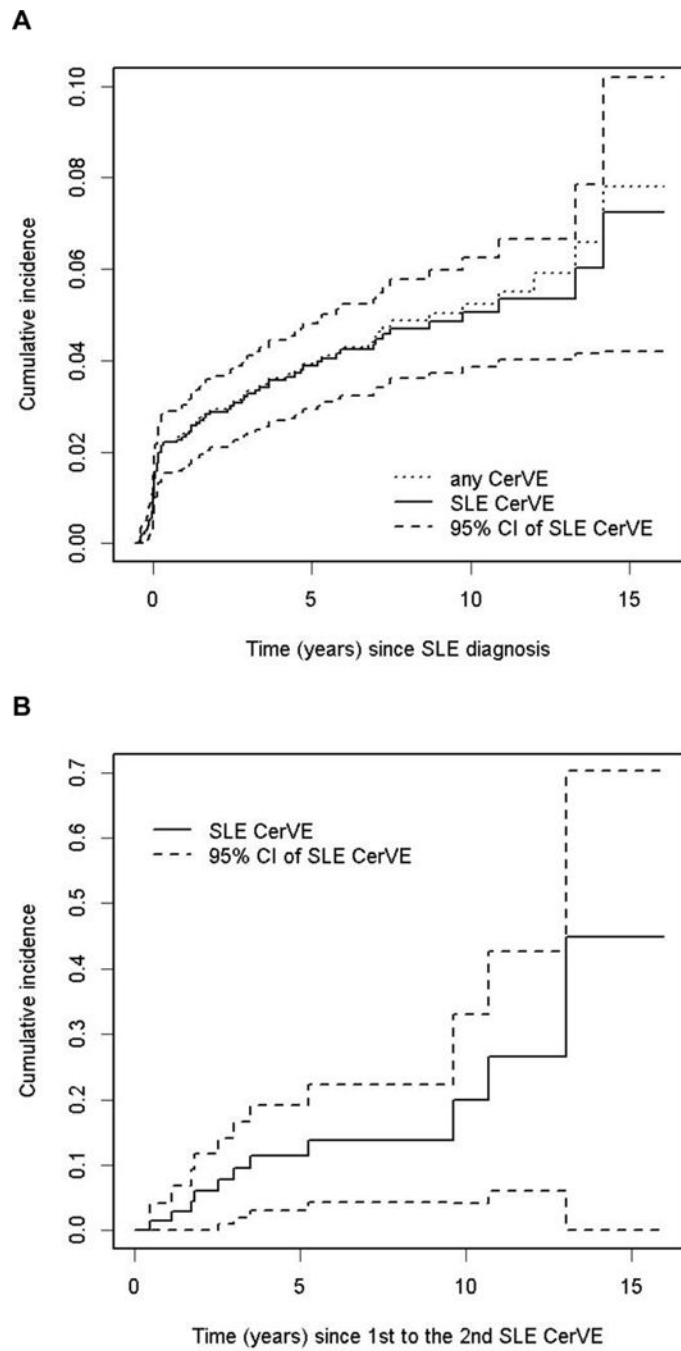 A
0.10
0.08
0.06
0.04
0.02
0.00
Cumulative incidence
any CerVE
SLE CerVE
95% CI of SLE CerVE
0 5 10 15
Time (years) since SLE diagnosis
B
0.7
0.6
0.5
0.4
0.3
0.2
0.1
0.0
Cumulative incidence
SLE CerVE
95% CI of SLE CerVE
0 5 10 15
Time (years) since 1st to the 2nd SLE CerVE